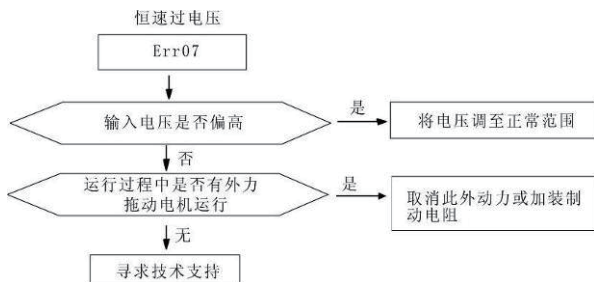 恒速过电压
Err07
输入电压是否偏高
是
将电压调至正常范围
否
运行过程中是否有外力
拖动电机运行
是
取消此外动力或加装制
动电阻
无
寻求技术支持